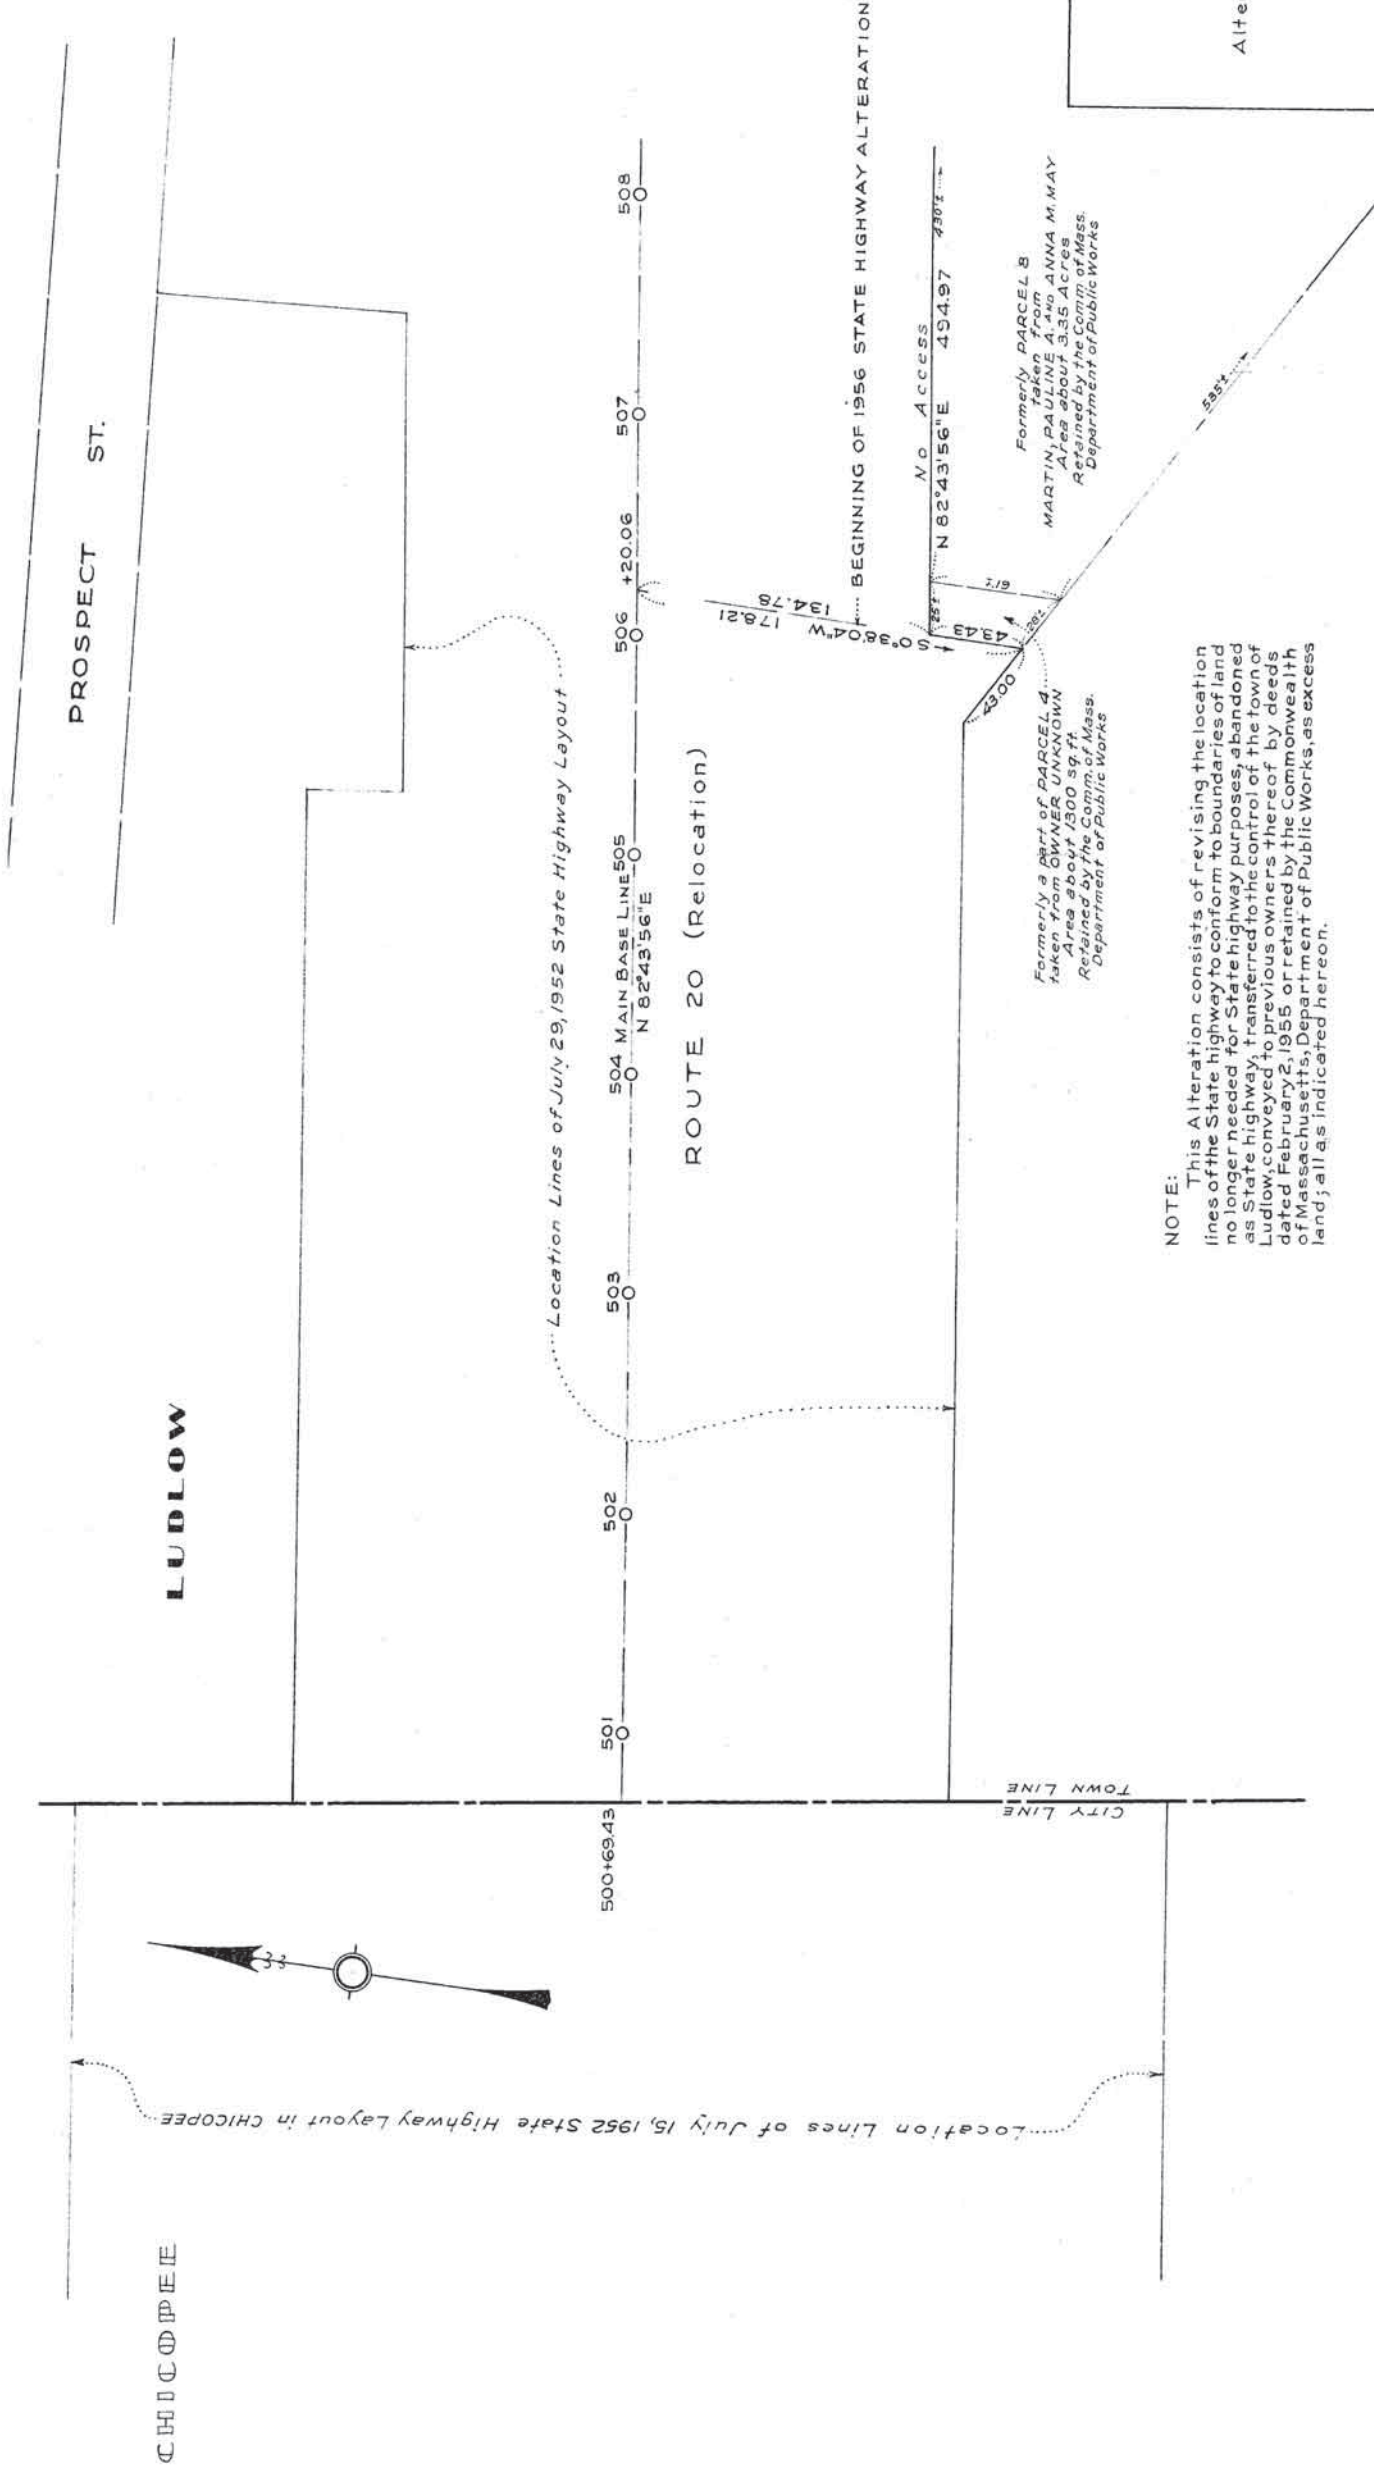 PROSPECT ST.
LUDLOW
CHICOPEE
Location Lines of July 29,1952 State Highway Layout
Location Lines of July 15,1952 State Highway Layout in CHICOPEE
500+69.43
501
502
503
504
MAIN BASE LINE
N 82°43'56"E
505
506
+20.06
507
508
ROUTE 20 (Relocation)
178.21
134.78
S 0°38'04"W
BEGINNING OF 1956 STATE HIGHWAY ALTERATION
No Access
N 82°43'56"E 494.97
430'±
25'±
61'±
43.43
28'±
43.00
585'±
Formerly PARCEL 8
taken from
MARTIN, PAULINE A. AND ANNA M. MAY
Area about 3.35 Acres
Retained by the Comm of Mass.
Department of Public Works
Formerly a part of PARCEL 4
taken from OWNER UNKNOWN
Area about 1300 sq. ft.
Retained by the Comm. of Mass.
Department of Public Works
CITY LINE
TOWN LINE
NOTE:
This Alteration consists of revising the location
lines of the State highway to conform to boundaries of land
no longer needed for State highway purposes, abandoned
as State highway, transferred to the control of the town of
Ludlow, conveyed to previous owners thereof by deeds
dated February 2, 1955 or retained by the Commonwealth
of Massachusetts, Department of Public Works, as excess
land; all as indicated hereon.
Alte
33